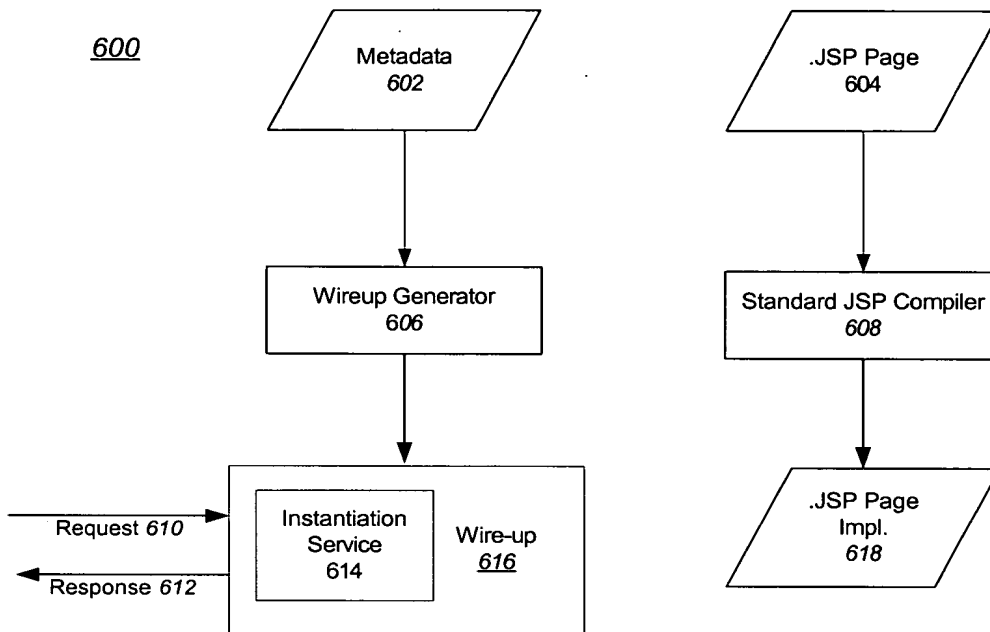 600
Metadata
602
.JSP Page
604
Wireup Generator
606
Standard JSP Compiler
608
Request 610
Response 612
Instantiation
Service
614
Wire-up
616
.JSP Page
Impl.
618